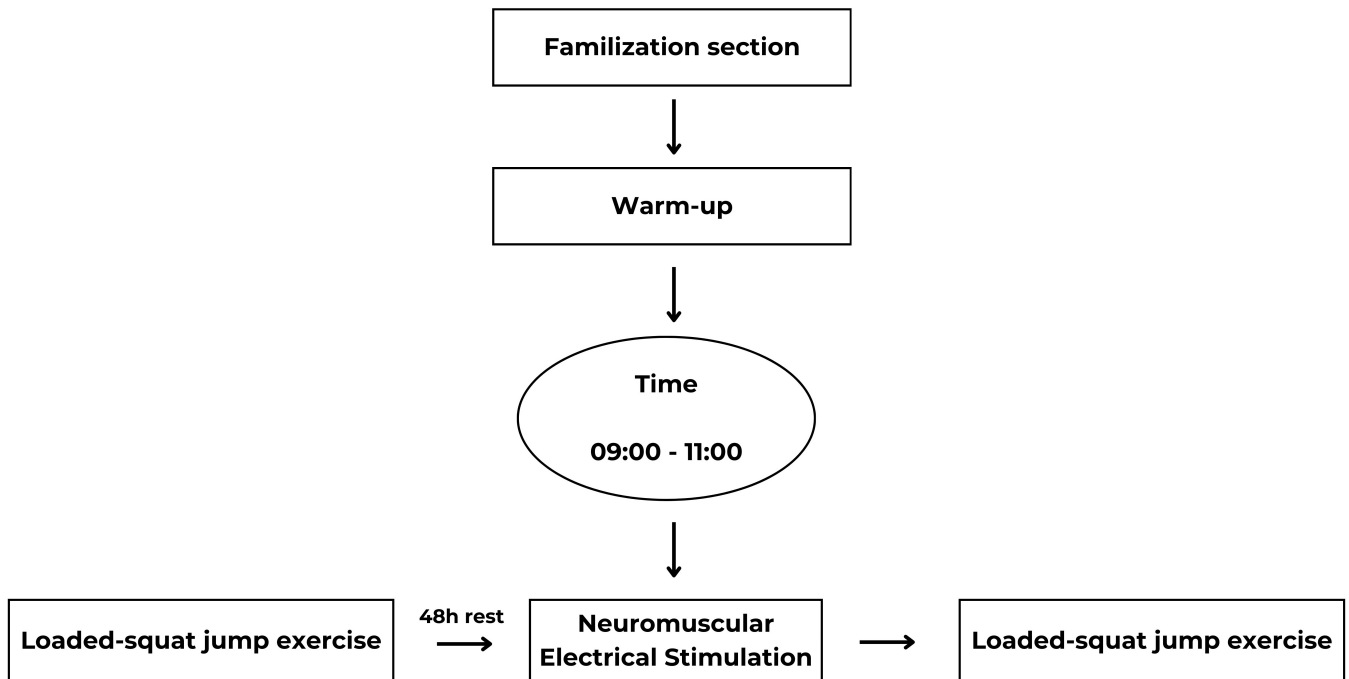 Familization section
Warm-up
Time
09:00 - 11:00
Loaded-squat jump exercise
48h rest
Neuromuscular
Electrical Stimulation
Loaded-squat jump exercise